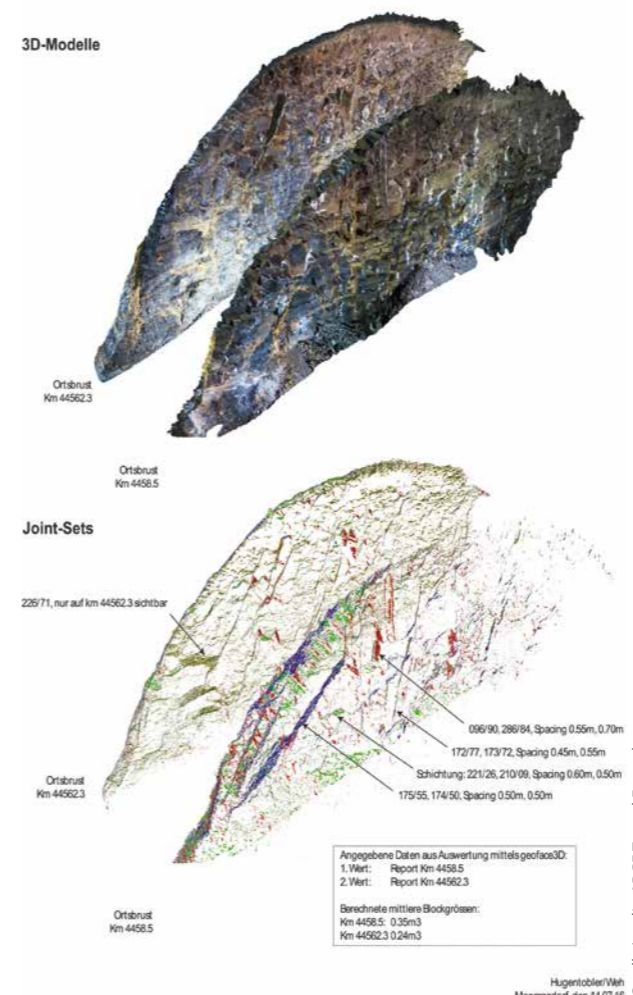 3D-Modelle
Ortsbrust
Km 44562.3
Ortsbrust
Km 4458.5
Joint-Sets
226/71, nur auf km 44562.3 sichtbar
096/90, 286/84, Spacing 0.55m, 0.70m
172/77, 173/72, Spacing 0.45m, 0.55m
Schichtung: 221/26, 210/09, Spacing 0.60m, 0.50m
175/55, 174/50, Spacing 0.50m, 0.50m
Ortsbrust
Km 44562.3
Angegebene Daten aus Auswertung mittels geoface3D:
1. Wert: Report Km 4458.5
2. Wert: Report Km 44562.3
Berechnete mittlere Blockgrössen:
Km 4458.5: 0.35m3
Km 44562.3 0.24m3
Ortsbrust
Km 4458.5
Hugentobler/Weh